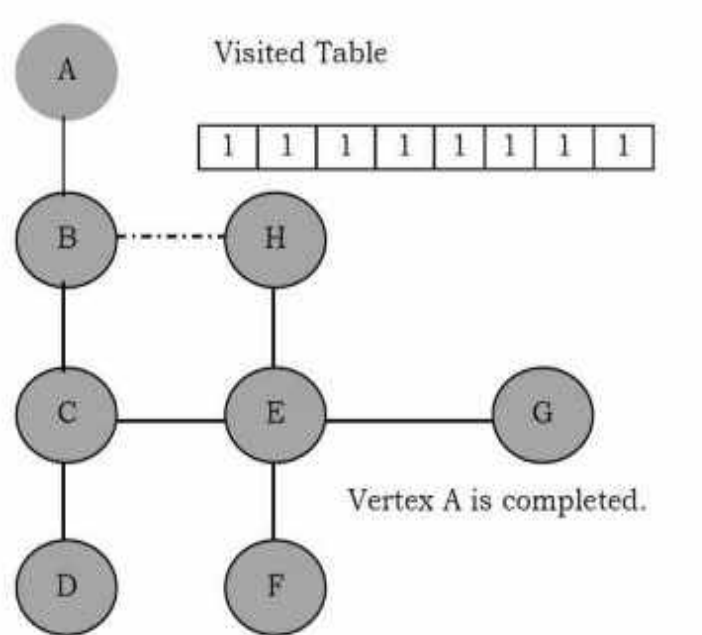 A
Visited Table
1 1 1 1 1 1 1 1
B H
C E G
Vertex A is completed.
D F